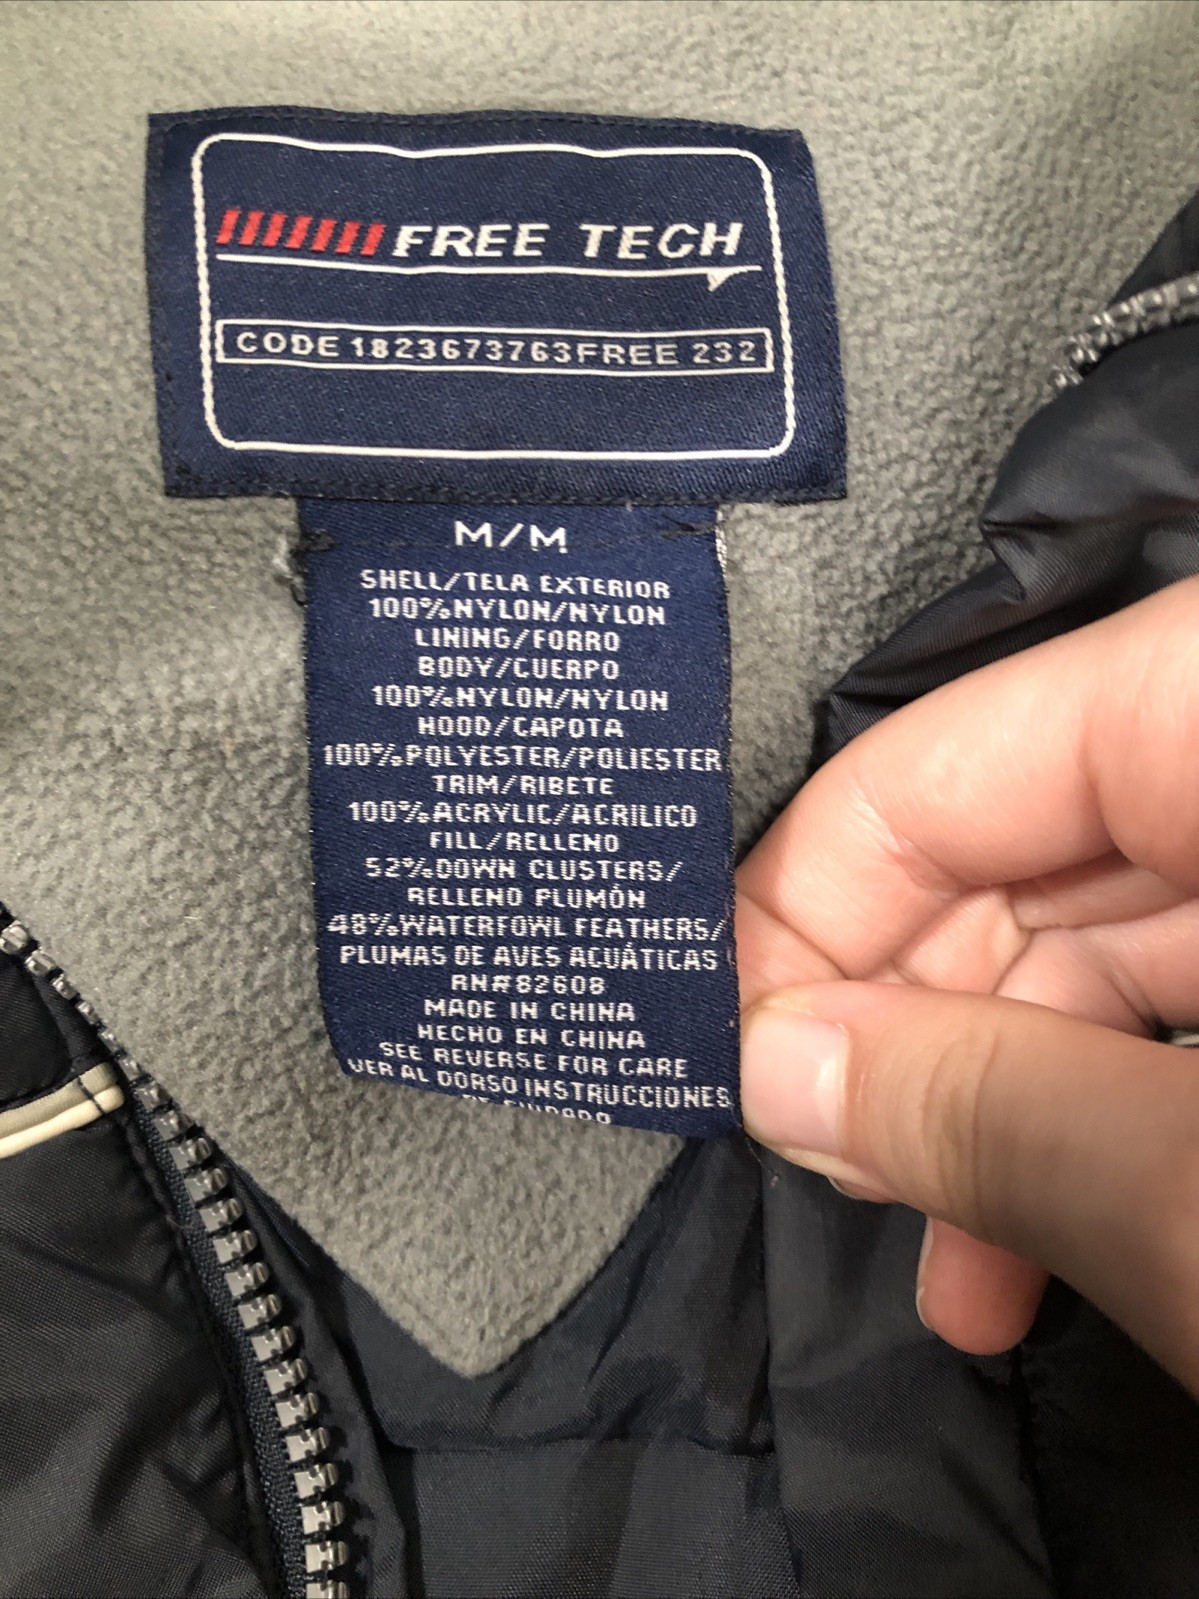 FREE TECH
CODE 1823673763FREE 232
M/M
SHELL/TELA EXTERIOR
100%NYLON/NYLON
LINING/FORRO
BODY/CUERPO
100%NYLON/NYLON
HOOD/CAPOTA
100%POLYESTER/POLIESTER
TRIM/RIBETE
100%ACRYLIC/ACRILICO
FILL/RELLENO
52%DOWN CLUSTERS/
RELLENO PLUMÓN
48%WATERFOWL FEATHERS/
PLUMAS DE AVES ACUÁTICAS
RN#82608
MADE IN CHINA
HECHO EN CHINA
SEE REVERSE FOR CARE
VER AL DORSO INSTRUCCIONES